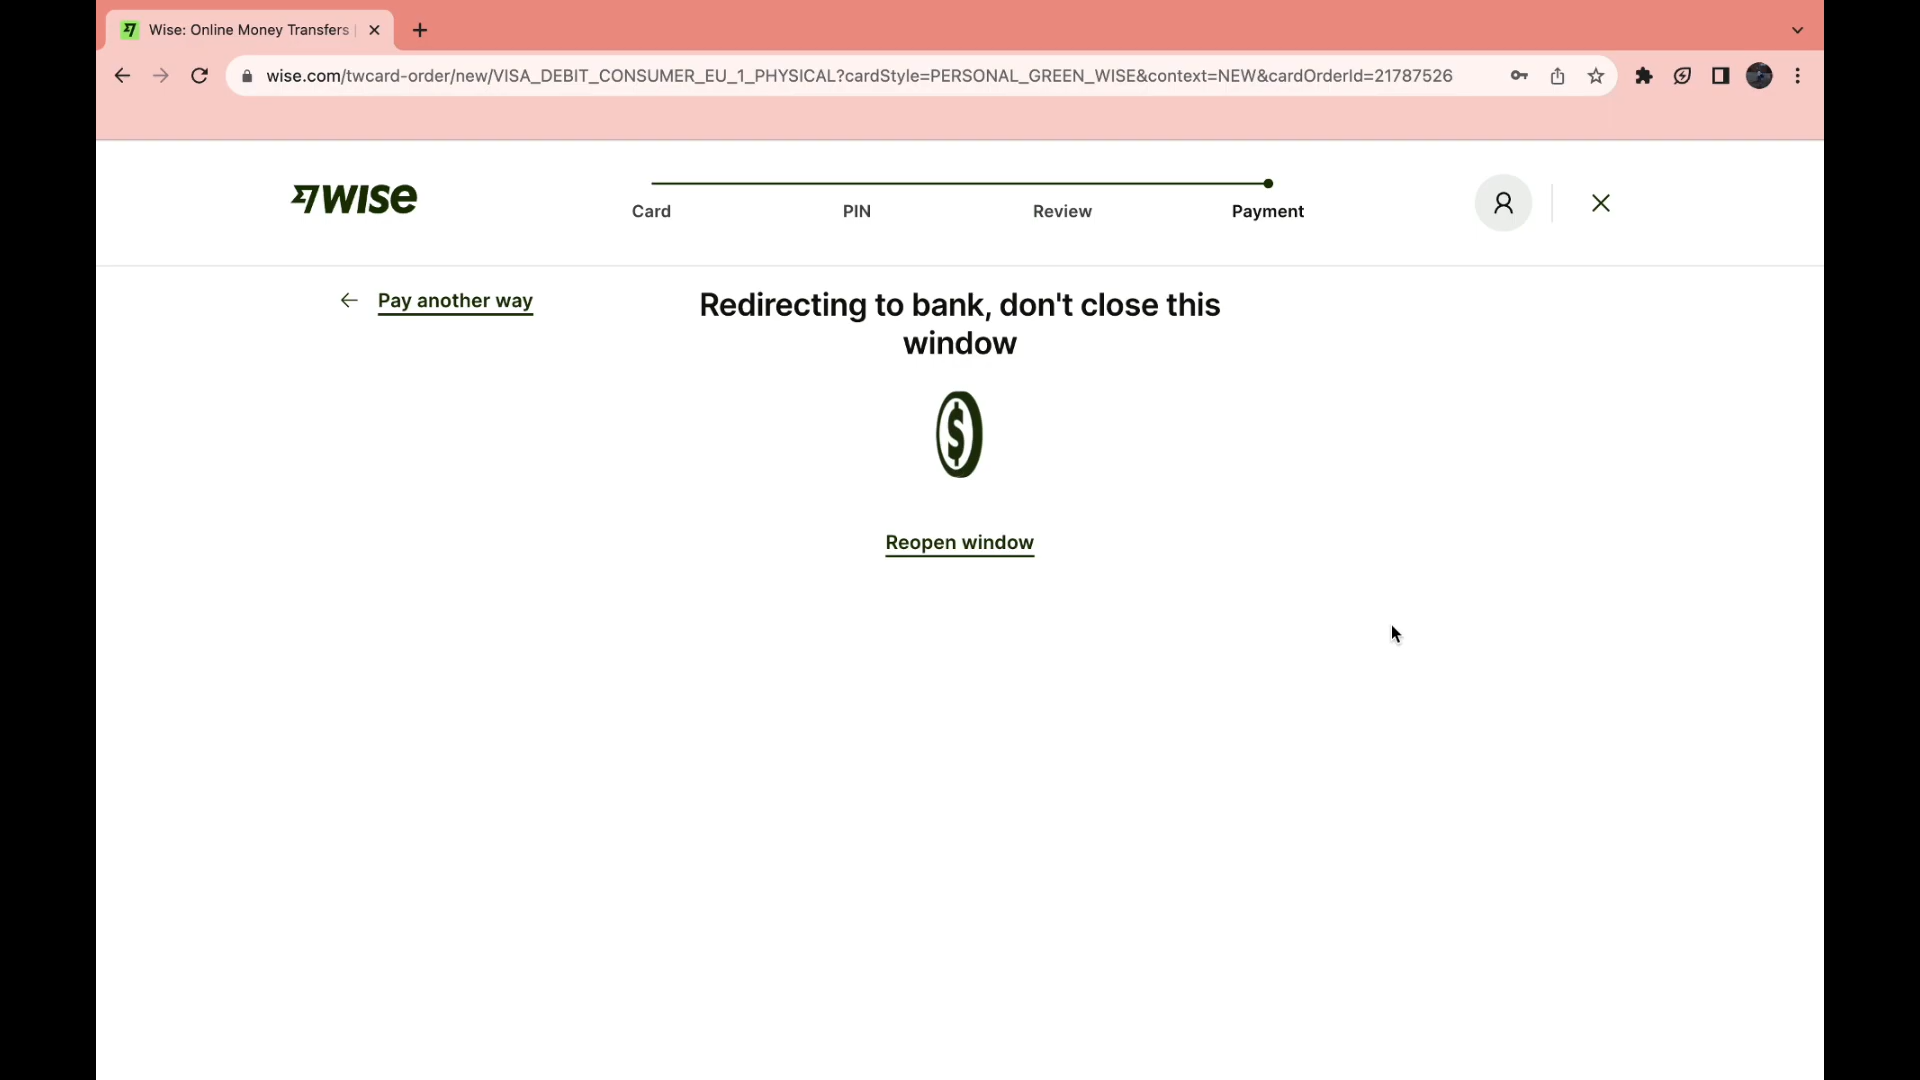 Wise: Online Money Transfers
wise.com/twcard-order/new/VISA_DEBIT_CONSUMER_EU_1_PHYSICAL?cardStyle=PERSONAL_GREEN_WISE&context=NEW&cardOrderId=21787526
WISE
Card
PIN
Review
Payment
Pay another way
Redirecting to bank, don't close this
window
$
Reopen window